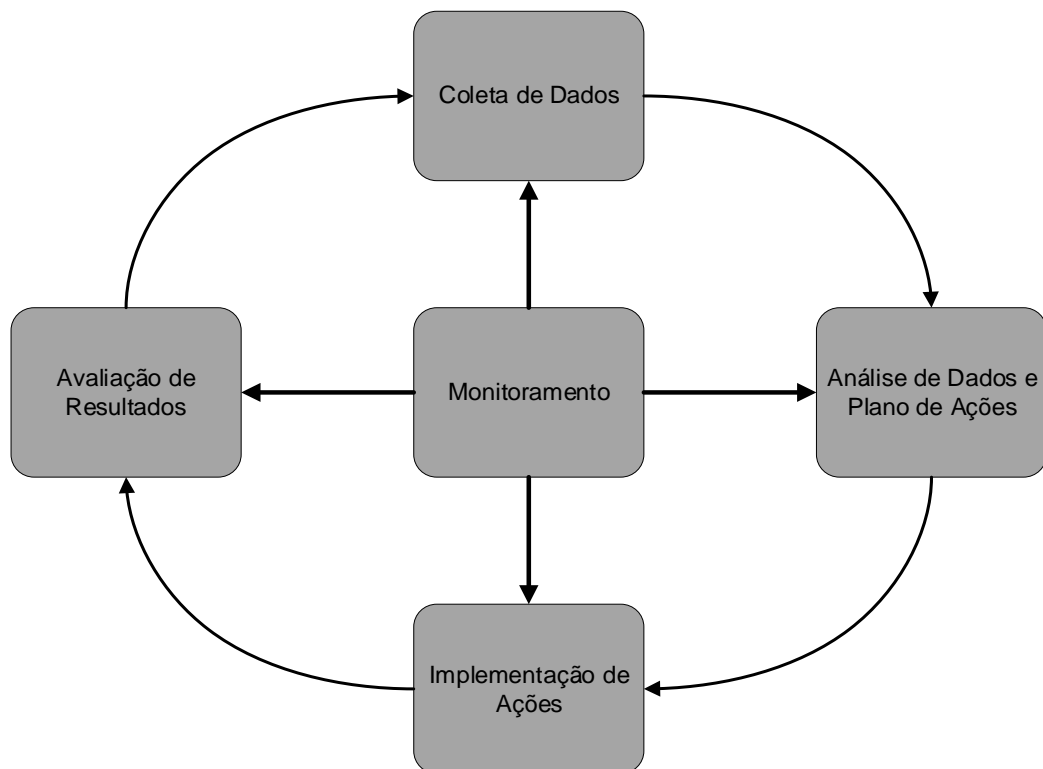 Coleta de Dados
Avaliação de
Resultados
Monitoramento
Análise de Dados e
Plano de Ações
Implementação de
Ações